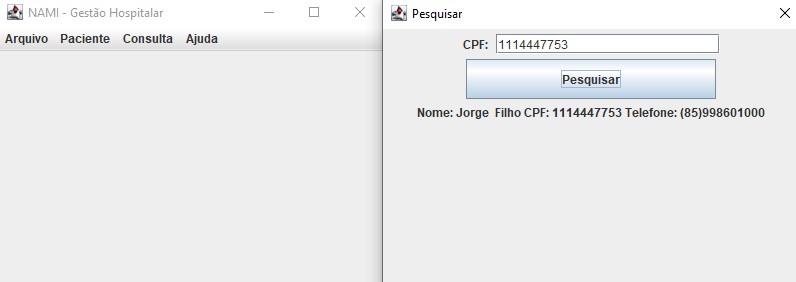 NAMI - Gestão Hospitalar
Arquivo Paciente Consulta Ajuda
Pesquisar
CPF: 1114447753
Pesquisar
Nome: Jorge  Filho CPF: 1114447753 Telefone: (85)998601000